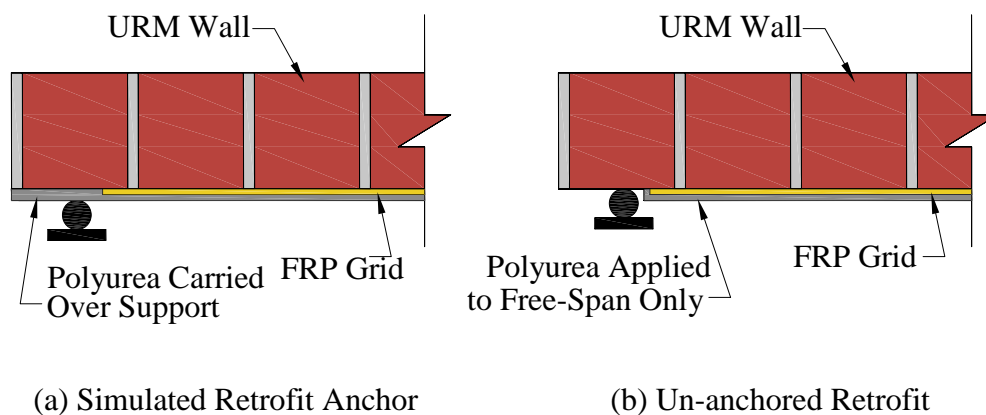 URM Wall
FRP Grid
Polyurea Carried
Over Support
(a) Simulated Retrofit Anchor
URM Wall
FRP Grid
Polyurea Applied
to Free-Span Only
(b) Un-anchored Retrofit